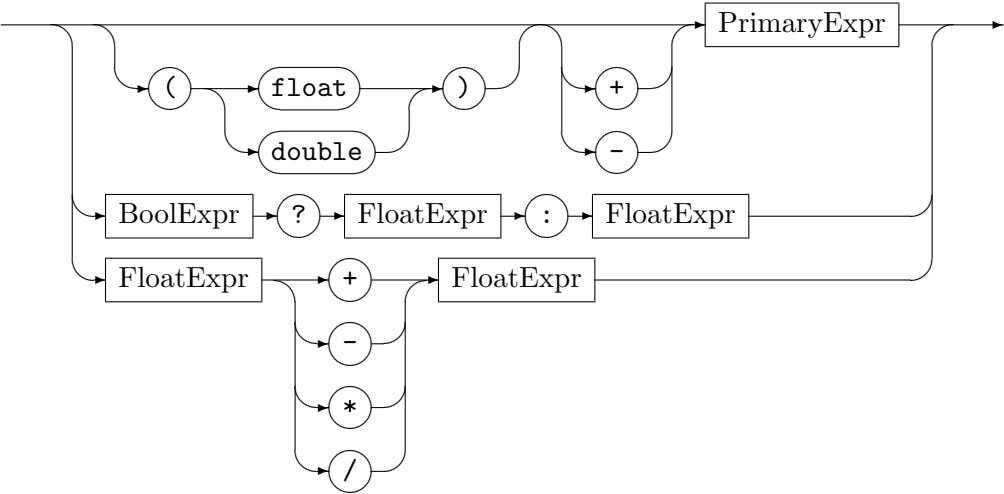 PrimaryExpr
( float ) +
double -
BoolExpr ? FloatExpr : FloatExpr
FloatExpr + FloatExpr
-
*
/